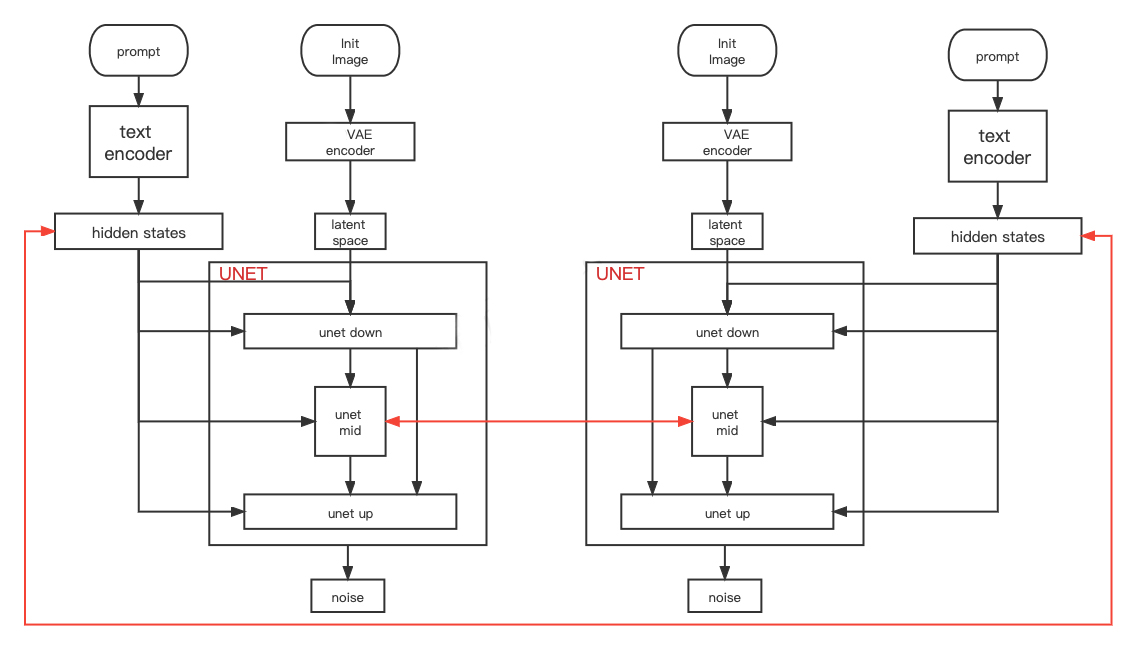 prompt
Init
Image
Init
Image
prompt
text
encoder
VAE
encoder
VAE
encoder
text
encoder
hidden states
latent
space
latent
space
hidden states
UNET
UNET
unet down
unet down
unet
mid
unet
mid
unet up
unet up
noise
noise